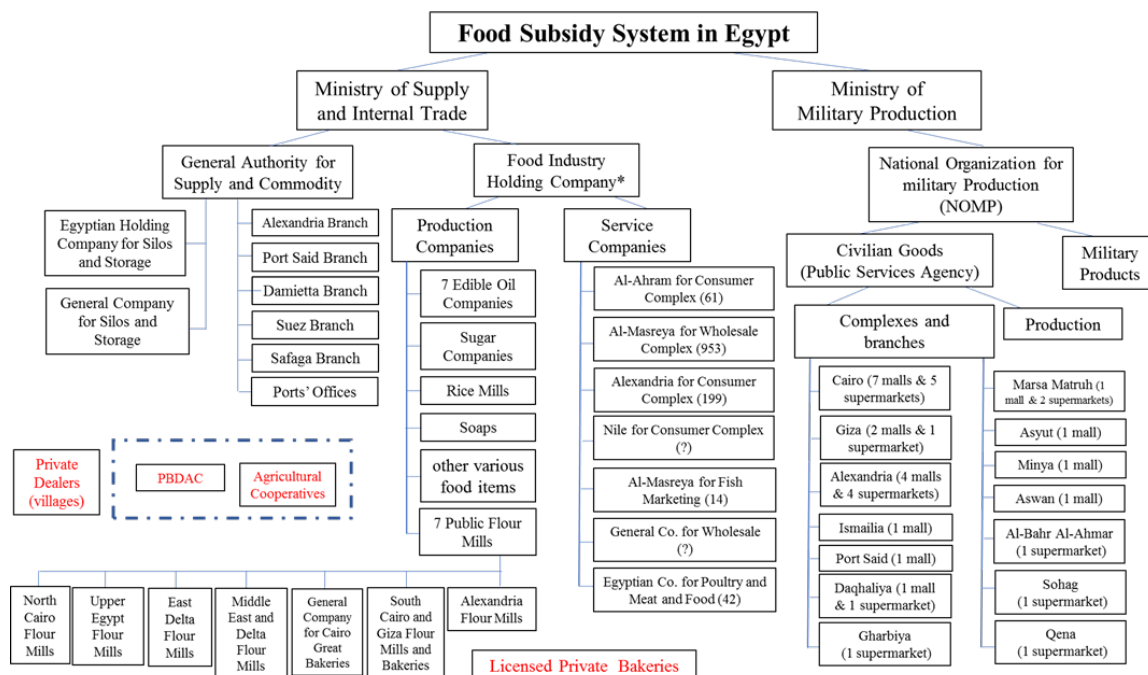 Food Subsidy System in Egypt
Ministry of Supply
and Internal Trade
Ministry of
Military Production
General Authority for
Supply and Commodity
Food Industry
Holding Company*
National Organization for
military Production
(NOMP)
Egyptian Holding
Company for Silos
and Storage
General Company
for Silos and
Storage
Alexandria Branch
Port Said Branch
Damietta Branch
Suez Branch
Safaga Branch
Ports' Offices
Production
Companies
7 Edible Oil
Companies
Sugar
Companies
Rice Mills
Soaps
other various
food items
7 Public Flour
Mills
Service
Companies
Al-Ahram for Consumer
Complex (61)
Al-Masreya for Wholesale
Complex (953)
Alexandria for Consumer
Complex (199)
Nile for Consumer Complex
(?)
Al-Masreya for Fish
Marketing (14)
General Co. for Wholesale
(?)
Egyptian Co. for Poultry and
Meat and Food (42)
Civilian Goods
(Public Services Agency)
Military
Products
Complexes and
branches
Production
Cairo (7 malls & 5
supermarkets)
Giza (2 malls & 1
supermarket)
Alexandria (4 malls
& 4 supermarkets)
Ismailia (1 mall)
Port Said (1 mall)
Daqhaliya (1 mall
& 1 supermarket)
Gharbiya
(1 supermarket)
Marsa Matruh (1
mall & 2 supermarkets)
Asyut (1 mall)
Minya (1 mall)
Aswan (1 mall)
Al-Bahr Al-Ahmar
(1 supermarket)
Sohag
(1 supermarket)
Qena
(1 supermarket)
Private
Dealers
(villages)
PBDAC
Agricultural
Cooperatives
North
Cairo
Flour
Mills
Upper
Egypt
Flour
Mills
East
Delta
Flour
Mills
Middle
East and
Delta
Flour
Mills
General
Company
for Cairo
Great
Bakeries
South
Cairo and
Giza Flour
Mills and
Bakeries
Alexandria
Flour Mills
Licensed Private Bakeries